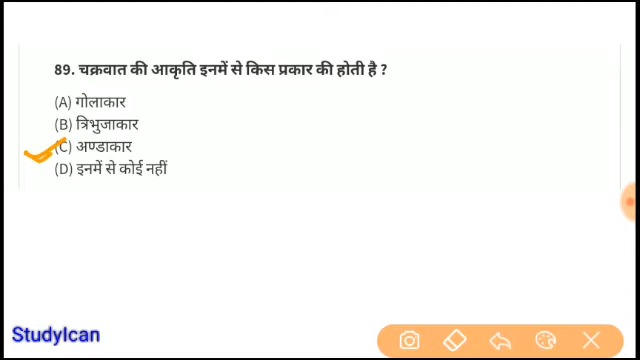 89. चक्रवात की आकृति इनमें से किस प्रकार की होती है ?
(A) गोलाकार
(B) त्रिभुजाकार
(C) अण्डाकार
(D) इनमें से कोई नहीं
StudyIcan